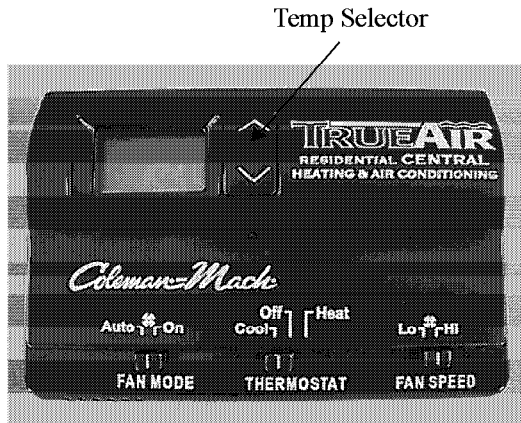 Temp Selector
TRUEAIR
RESIDENTIAL CENTRAL
HEATING & AIR CONDITIONING
Coleman-Mach
Auto On
Off
Cool Heat
Lo Hi
FAN MODE THERMOSTAT FAN SPEED